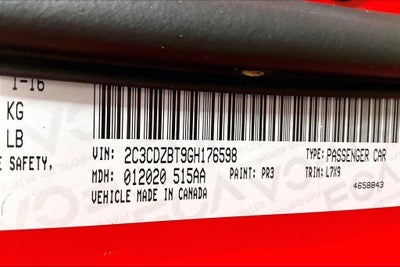 1-16
KG
LB
E SAFETY,
VIN: 2C3CDZBT9GH176598 TYPE: PASSENGER CAR
MDH: 012020 515AA PAINT: PR3 TRIM: L7X9
VEHICLE MADE IN CANADA 4658843